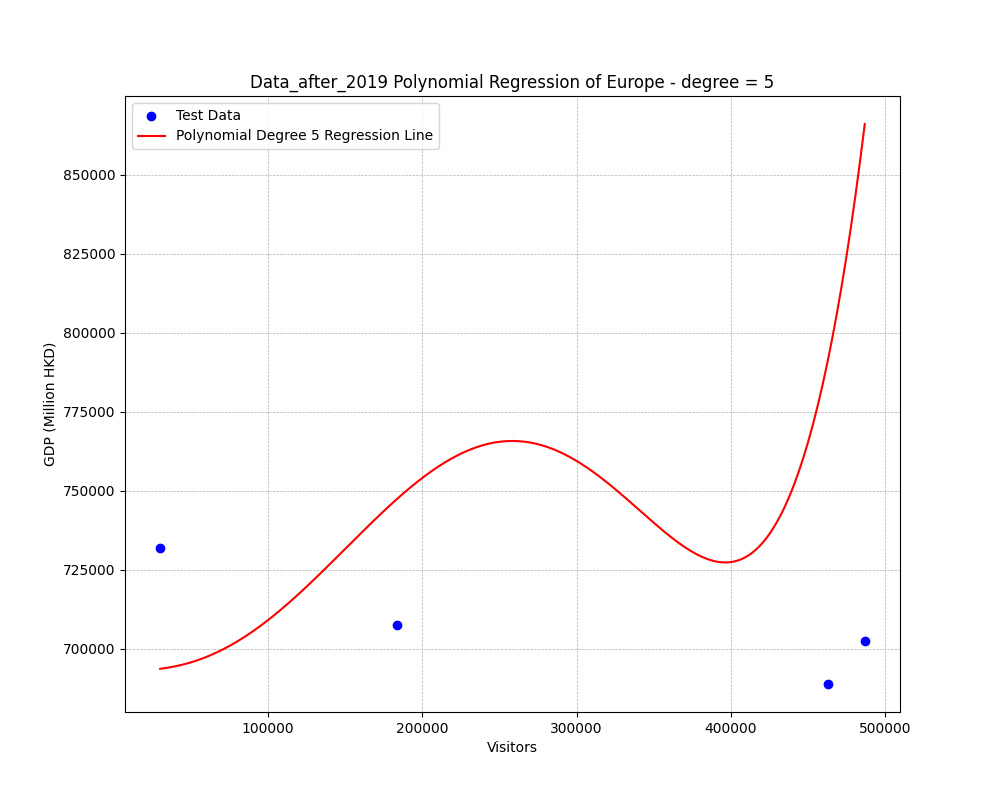 Data_after_2019 Polynomial Regression of Europe - degree = 5
Test Data
Polynomial Degree 5 Regression Line
GDP (Million HKD)
850000
825000
800000
775000
750000
725000
700000
100000 200000 300000 400000 500000
Visitors